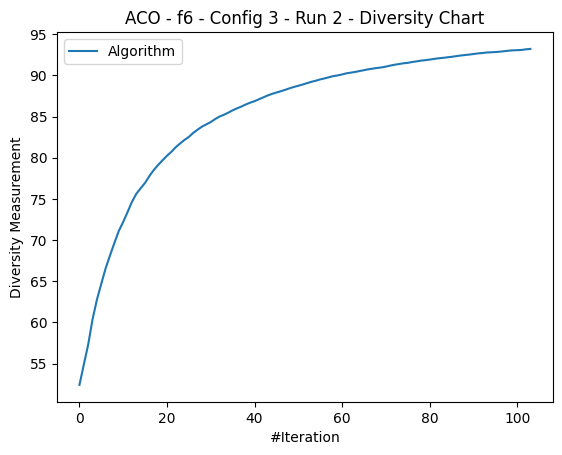 ACO - f6 - Config 3 - Run 2 - Diversity Chart
Algorithm
Diversity Measurement
95
90
85
80
75
70
65
60
55
0 20 40 60 80 100
#Iteration